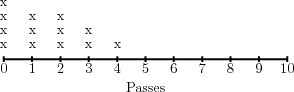 x
x x x
x x x x
x x x x x
0 1 2 3 4 5 6 7 8 9 10
Passes